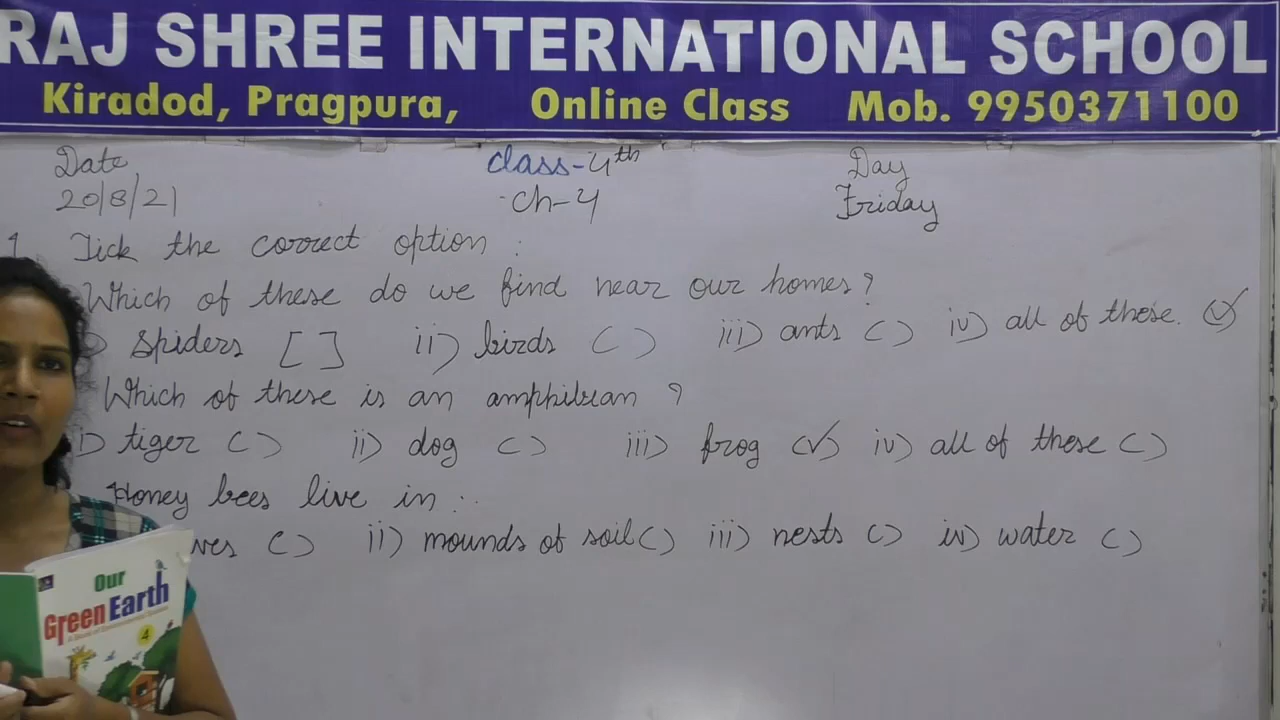 RAJ SHREE INTERNATIONAL SCHOOL
Kiradod, Pragpura, Online Class Mob. 9950371100
Date class-4th Day
20/8/21 Ch-4 Friday
1. Tick the correct option :
Which of these do we find near our homes?
spiders [ ] ii) birds ( ) iii) ants ( ) iv) all of these. (✓)
Which of these is an amphibian ?
i) tiger ( ) ii) dog ( ) iii) frog (✓) iv) all of these ( )
Honey bees live in :
ves ( ) ii) mounds of soil ( ) iii) nests ( ) iv) water ( )
Our
Green Earth
4